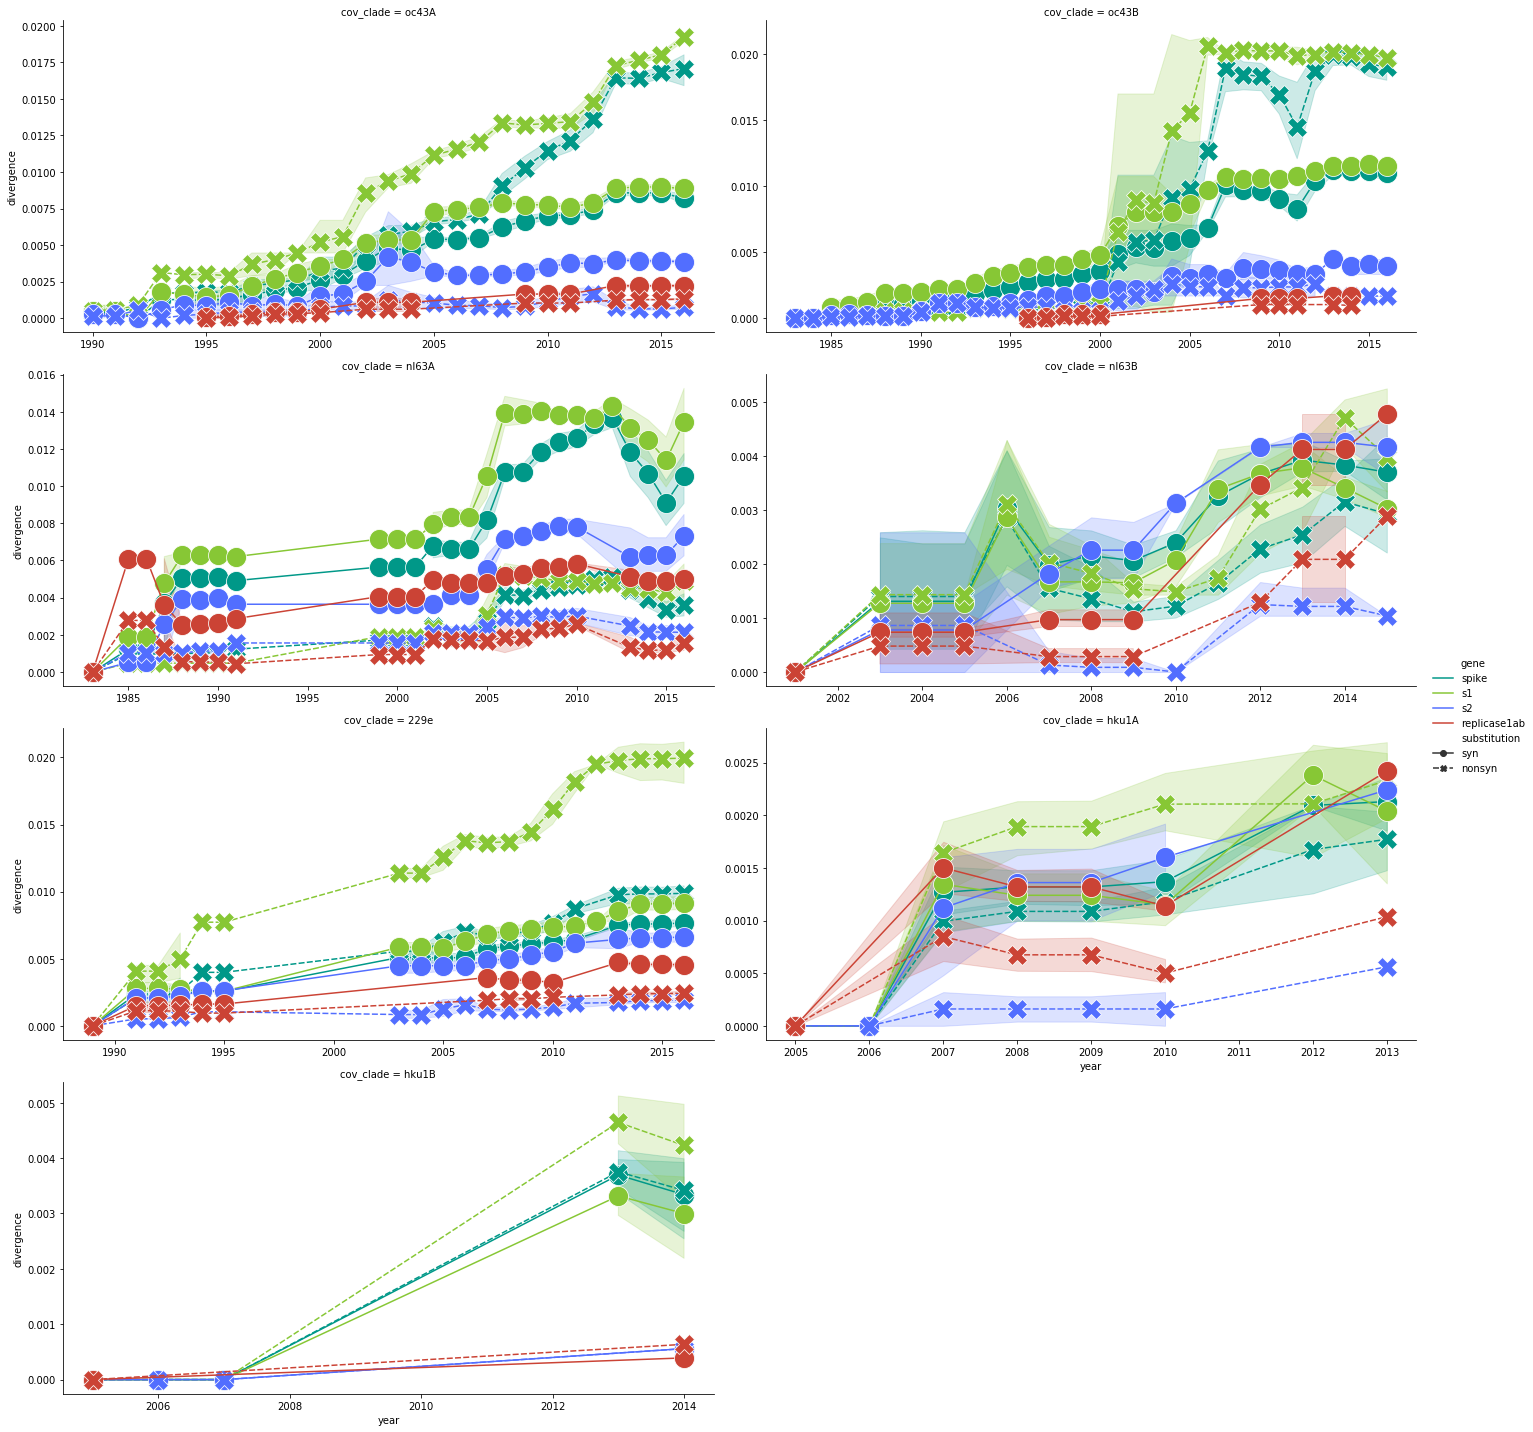 cov_clade = oc43A
0.0200
0.0175
0.0150
0.0125
0.0100
0.0075
0.0050
0.0025
0.0000
divergence
1990 1995 2000 2005 2010 2015
cov_clade = oc43B
0.020
0.015
0.010
0.005
0.000
1985 1990 1995 2000 2005 2010 2015
cov_clade = nl63A
0.016
0.014
0.012
0.010
0.008
0.006
0.004
0.002
0.000
divergence
1985 1990 1995 2000 2005 2010 2015
cov_clade = nl63B
0.005
0.004
0.003
0.002
0.001
0.000
2002 2004 2006 2008 2010 2012 2014
cov_clade = 229e
0.020
0.015
0.010
0.005
0.000
divergence
1990 1995 2000 2005 2010 2015
cov_clade = hku1A
0.0025
0.0020
0.0015
0.0010
0.0005
0.0000
2005 2006 2007 2008 2009 2010 2011 2012 2013
year
gene
spike
s1
s2
replicase1ab
substitution
syn
nonsyn
cov_clade = hku1B
0.005
0.004
0.003
0.002
0.001
0.000
divergence
2006 2008 2010 2012 2014
year